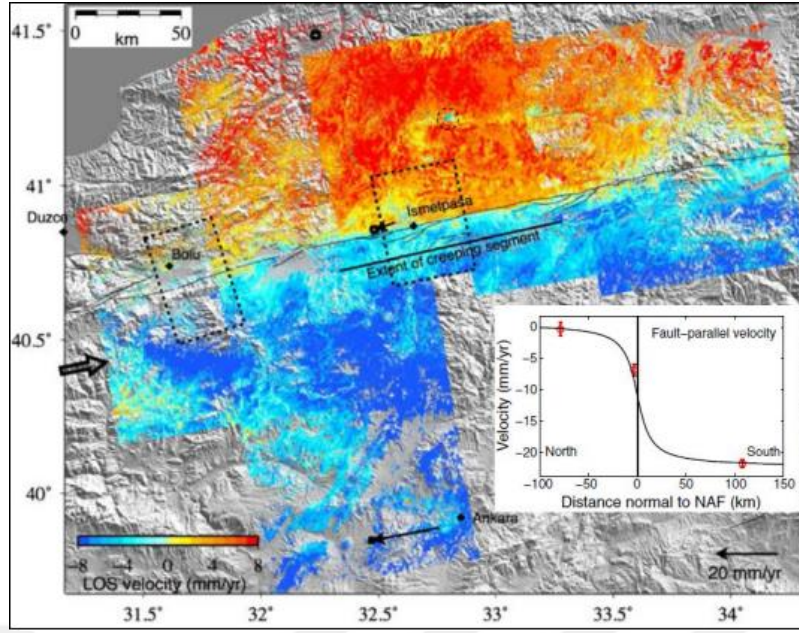 41.5°
0 50
km
41°
Duzce
Ismetpasa
Bolu
Extent of creeping segment
40.5°
Fault-parallel velocity
0
-5
-10
-15
-20
Velocity (mm/yr)
North
South
-100 -50 0 50 100 150
Distance normal to NAF (km)
40°
Ankara
-8 -4 0 4 8
LOS velocity (mm/yr)
20 mm/yr
31.5° 32° 32.5° 33° 33.5° 34°